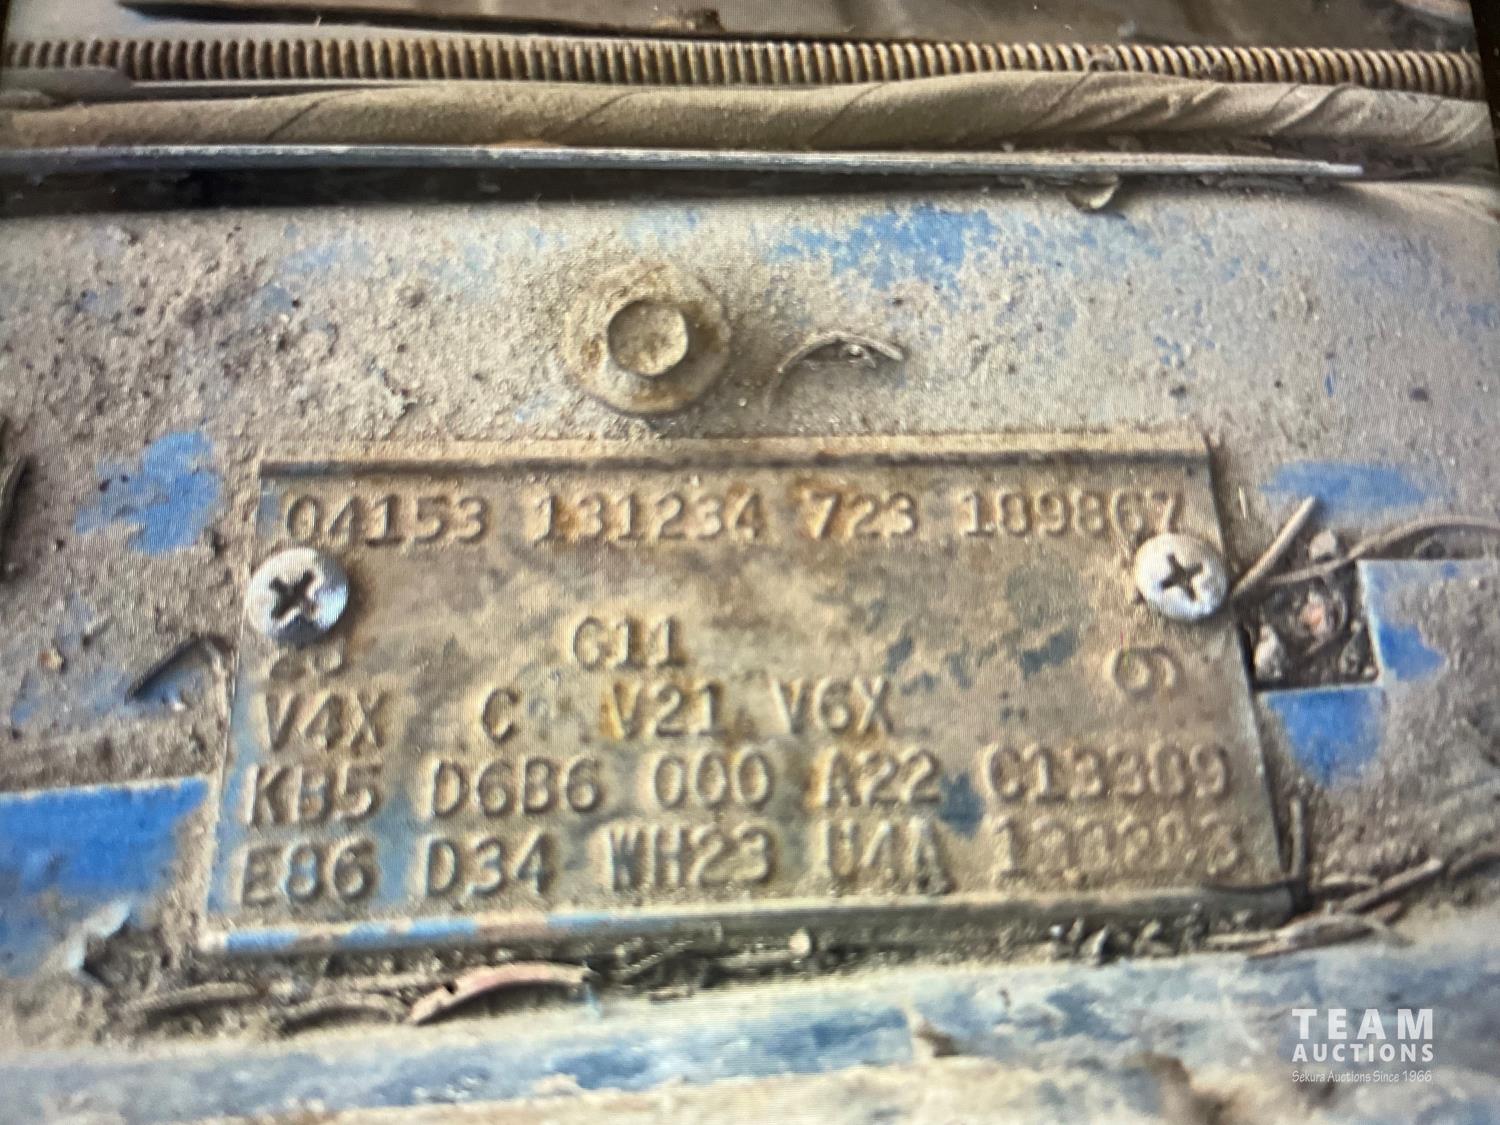 04153 131234 723 189867
G11 9
V4X C V21 V6X
KB5 D6B6 000 A22 C13309
E86 D34 WH23 U4A
TEAM
AUCTIONS
Sekura Auctions Since 1966